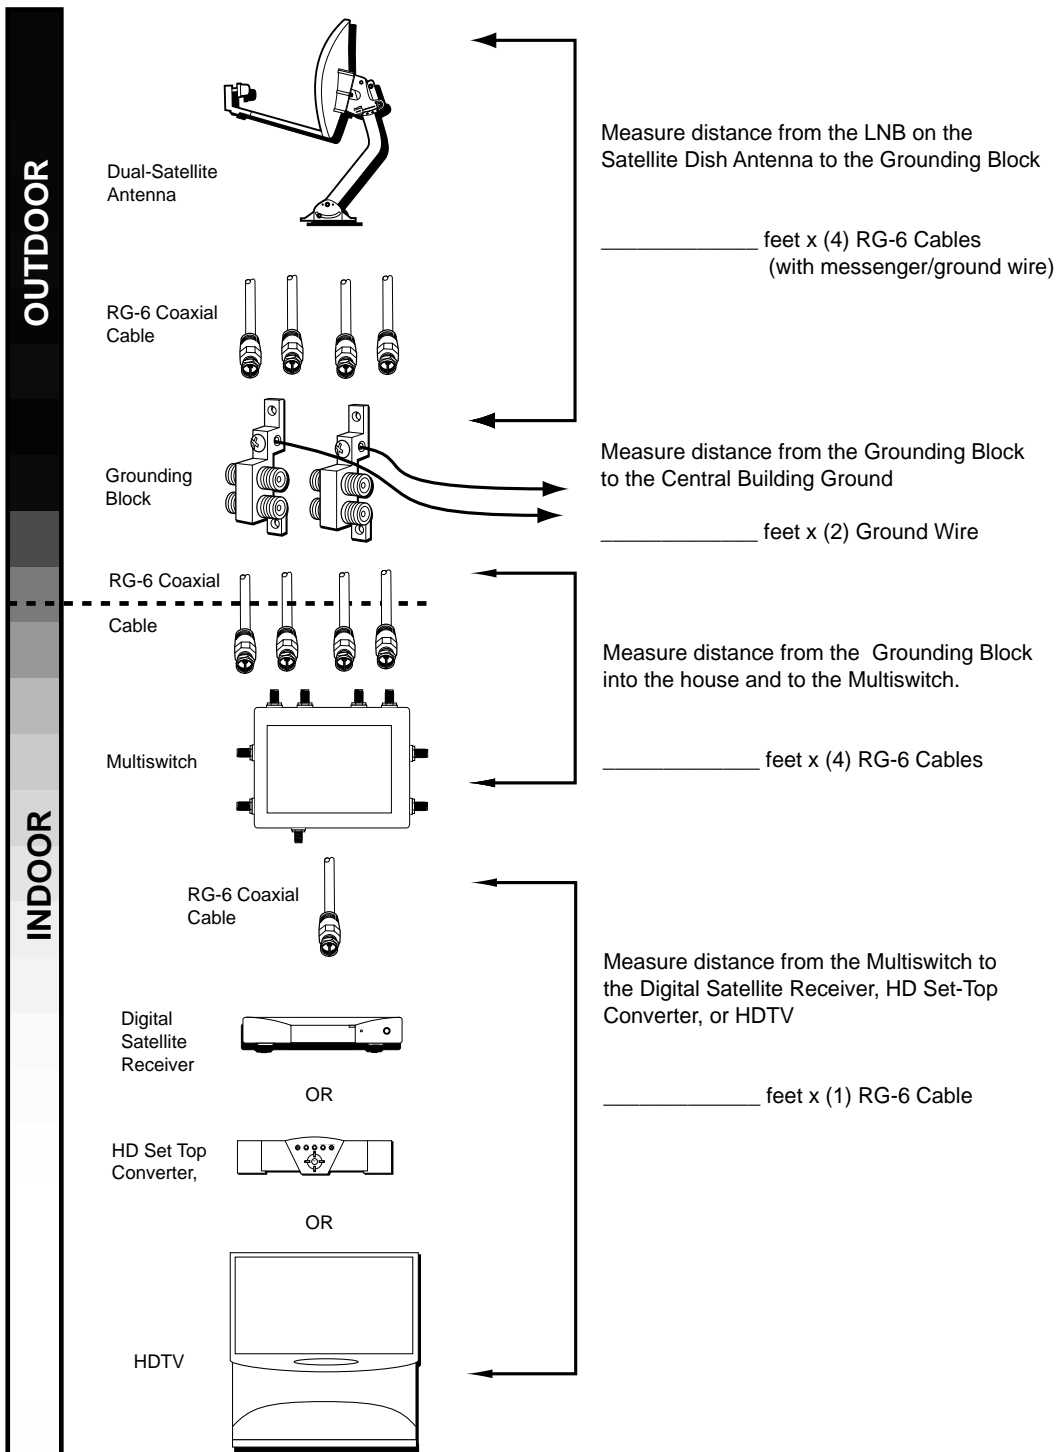 OUTDOOR
Dual-Satellite
Antenna
Measure distance from the LNB on the
Satellite Dish Antenna to the Grounding Block
______________ feet x (4) RG-6 Cables
(with messenger/ground wire)
RG-6 Coaxial
Cable
Grounding
Block
Measure distance from the Grounding Block
to the Central Building Ground
______________ feet x (2) Ground Wire
RG-6 Coaxial
Cable
Measure distance from the Grounding Block
into the house and to the Multiswitch.
______________ feet x (4) RG-6 Cables
Multiswitch
INDOOR
RG-6 Coaxial
Cable
Measure distance from the Multiswitch to
the Digital Satellite Receiver, HD Set-Top
Converter, or HDTV
______________ feet x (1) RG-6 Cable
Digital
Satellite
Receiver
OR
HD Set Top
Converter,
OR
HDTV